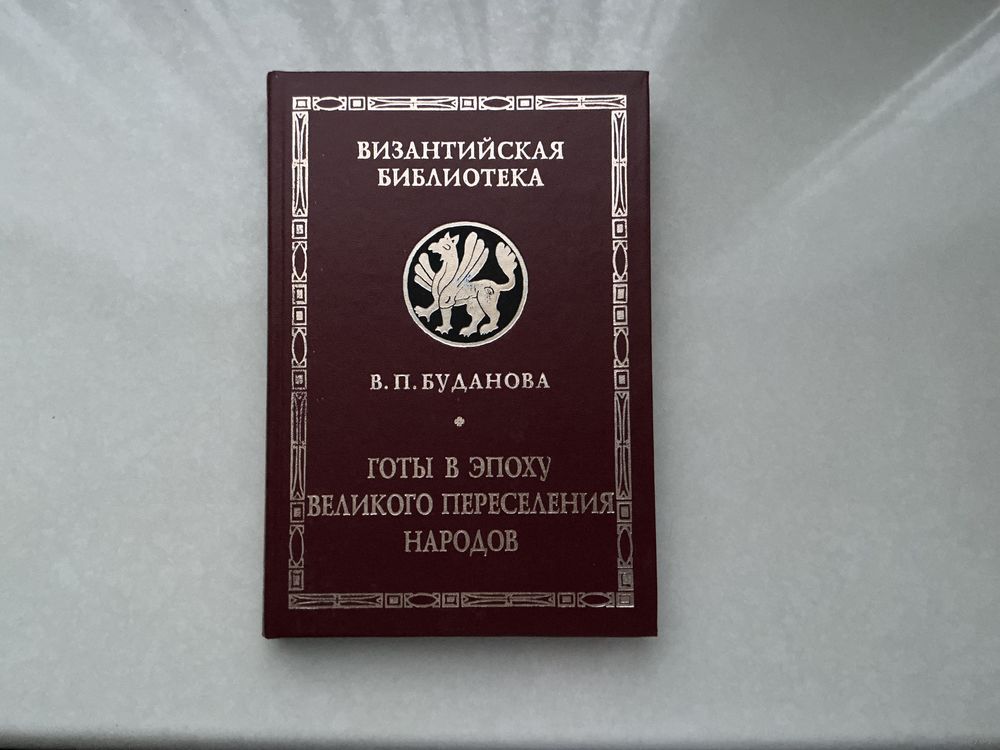 ВИЗАНТИЙСКАЯ
БИБЛИОТЕКА
В. П. БУДАНОВА
ГОТЫ В ЭПОХУ
ВЕЛИКОГО ПЕРЕСЕЛЕНИЯ
НАРОДОВ